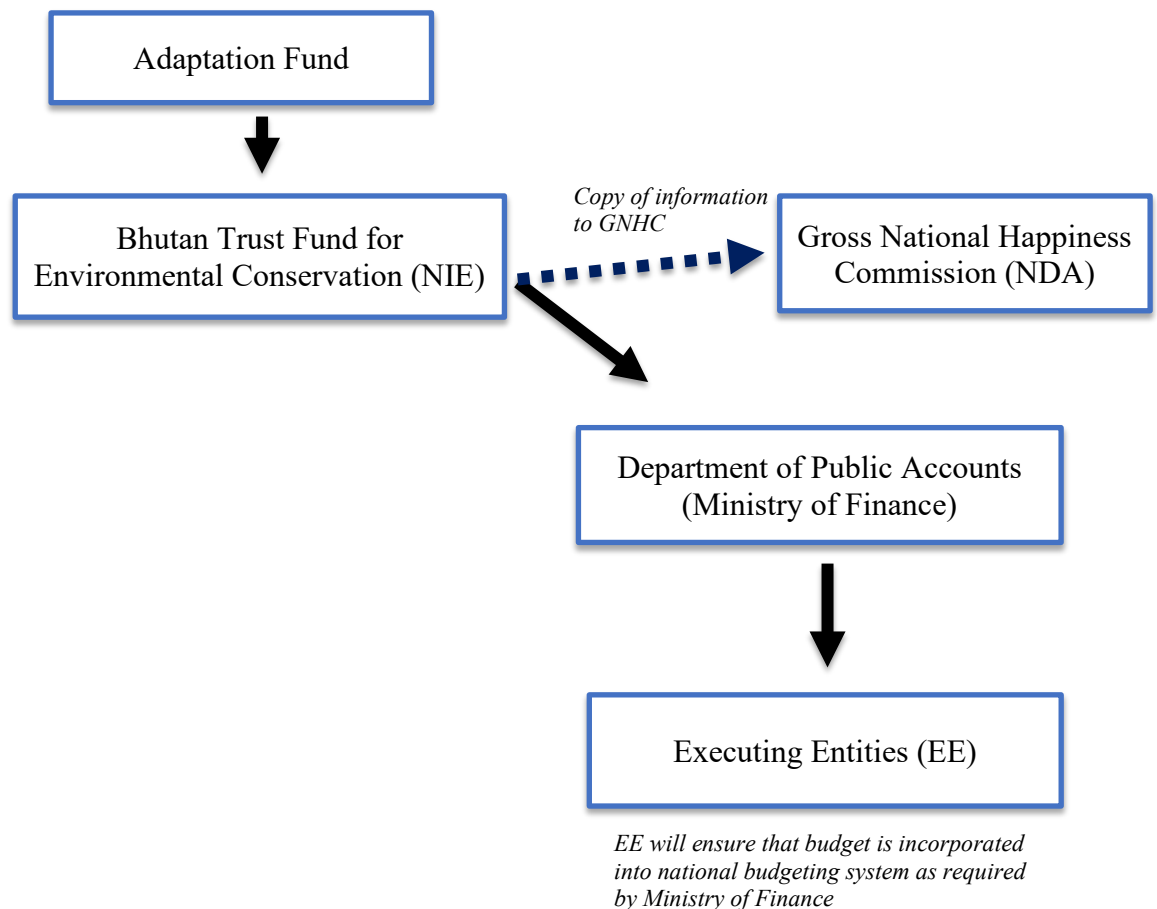 Adaptation Fund
Copy of information
to GNHC
Bhutan Trust Fund for
Environmental Conservation (NIE)
Gross National Happiness
Commission (NDA)
Department of Public Accounts
(Ministry of Finance)
Executing Entities (EE)
EE will ensure that budget is incorporated
into national budgeting system as required
by Ministry of Finance